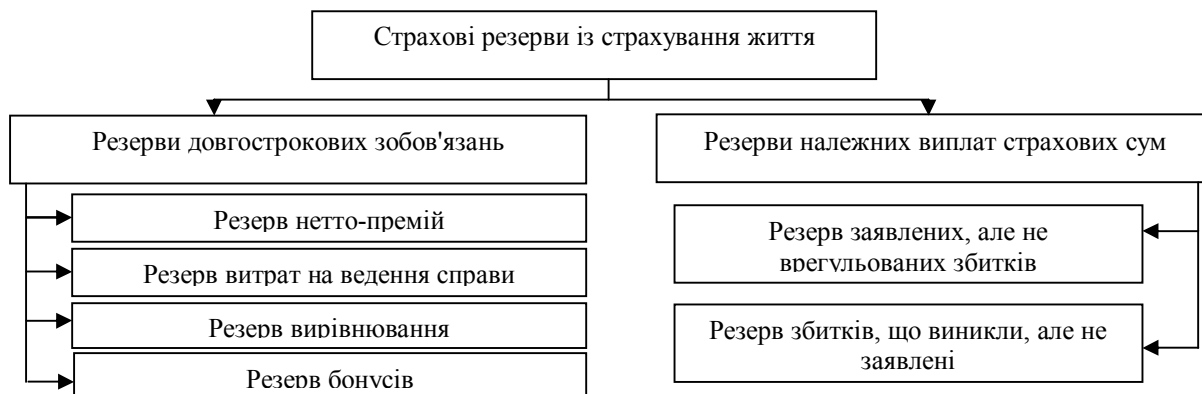 Страхові резерви із страхування життя
Резерви довгострокових зобов'язань
Резерв нетто-премій
Резерв витрат на ведення справи
Резерв вирівнювання
Резерв бонусів
Резерви належних виплат страхових сум
Резерв заявлених, але не
врегульованих збитків
Резерв збитків, що виникли, але не
заявлені